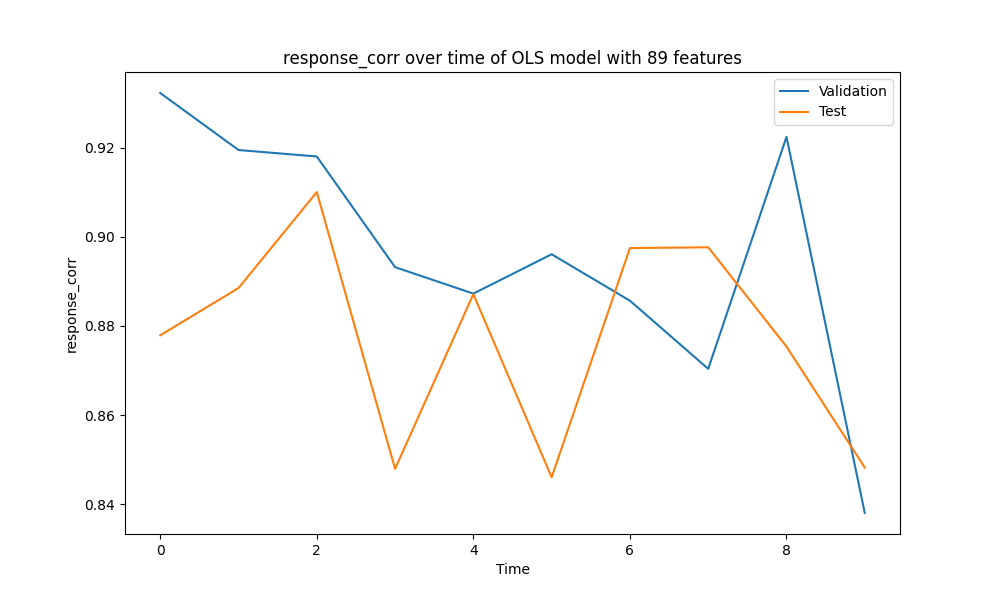 response_corr over time of OLS model with 89 features
Validation
Test
0.92
0.90
0.88
0.86
0.84
response_corr
0 2 4 6 8
Time